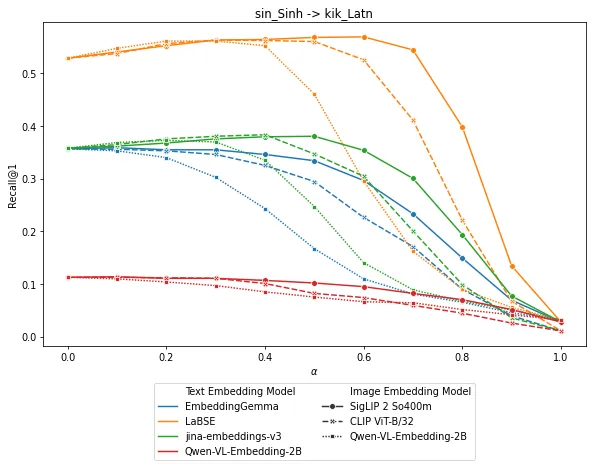 sin_Sinh -> kik_Latn
Recall@1
0.5
0.4
0.3
0.2
0.1
0.0
0.0 0.2 0.4 0.6 0.8 1.0
α
Text Embedding Model
EmbeddingGemma
LaBSE
jina-embeddings-v3
Qwen-VL-Embedding-2B
Image Embedding Model
SigLIP 2 So400m
CLIP ViT-B/32
Qwen-VL-Embedding-2B